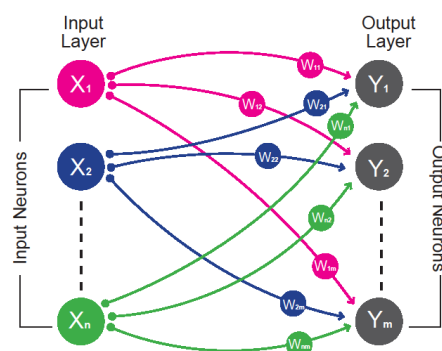 Input
Layer
Output
Layer
X1
W11
Y1
W12
W21
Wn1
X2
W22
Y2
Input Neurons
Output Neurons
Wn2
W1m
W2m
Xn
Ym
Wnm